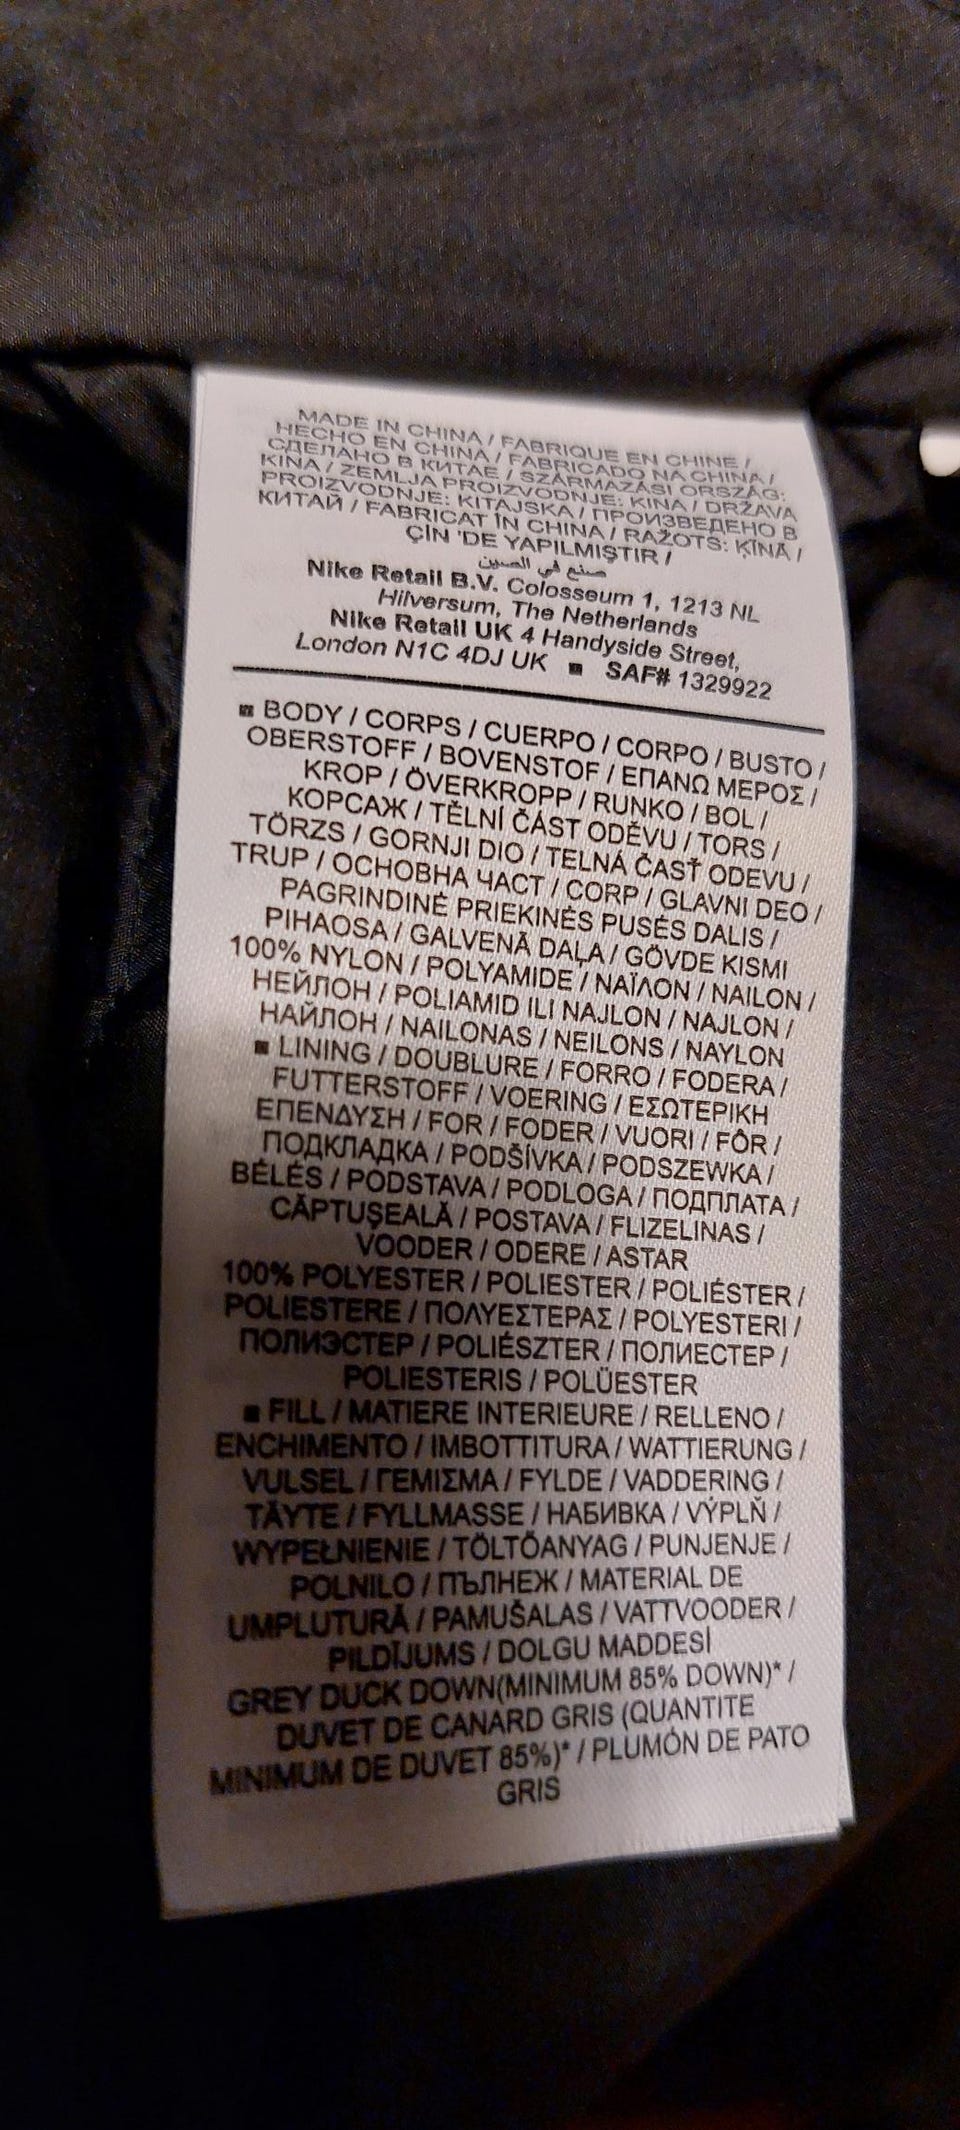 MADE IN CHINA / FABRIQUE EN CHINE /
HECHO EN CHINA / FABRICADO NA CHINA /
СДЕЛАНО В КИТАЕ / SZÁRMAZÁSI ORSZÁG:
KÍNA / ZEMLJA PROIZVODNJE: KINA / DRŽAVA
PROIZVODNJE: KITAJSKA / ПРОИЗВЕДЕНО В
КИТАЙ / FABRICAT ÎN CHINA / RAŽOTS: ĶĪNA /
ÇİN 'DE YAPILMIŞTIR /
صنع في الصين
Nike Retail B.V. Colosseum 1, 1213 NL
Hilversum, The Netherlands
Nike Retail UK 4 Handyside Street,
London N1C 4DJ UK ■ SAF# 1329922
■ BODY / CORPS / CUERPO / CORPO / BUSTO /
OBERSTOFF / BOVENSTOF / ΕΠΑΝΩ ΜΕΡΟΣ /
KROP / ÖVERKROPP / RUNKO / BOL /
КОРСАЖ / TĚLNÍ ČÁST ODĚVU / TORS /
TÖRZS / GORNJI DIO / TELNÁ ČASŤ ODEVU /
TRUP / ОСНОВНА ЧАСТ / CORP / GLAVNI DEO /
PAGRINDINĖ PRIEKINĖS PUSĖS DALIS /
PIHAOSA / GALVENĀ DAĻA / GÖVDE KISMI
100% NYLON / POLYAMIDE / ΝΑΪΛΟΝ / NAILON /
НЕЙЛОН / POLIAMID ILI NAJLON / NAJLON /
НАЙЛОН / NAILONAS / NEILONS / NAYLON
■ LINING / DOUBLURE / FORRO / FODERA /
FUTTERSTOFF / VOERING / ΕΣΩΤΕΡΙΚΗ
ΕΠΕΝΔΥΣΗ / FOR / FODER / VUORI / FÔR /
ПОДКЛАДКА / PODŠÍVKA / PODSZEWKA /
BÉLÉS / PODSTAVA / PODLOGA / ПОДПЛАТА /
CĂPTUȘEALĂ / POSTAVA / FLIZELINAS /
VOODER / ODERE / ASTAR
100% POLYESTER / POLIESTER / POLIÉSTER /
POLIESTERE / ΠΟΛΥΕΣΤΕΡΑΣ / POLYESTERI /
ПОЛИЭСТЕР / POLIÉSZTER / ПОЛИЕСТЕР /
POLIESTERIS / POLÜESTER
■ FILL / MATIERE INTERIEURE / RELLENO /
ENCHIMENTO / IMBOTTITURA / WATTIERUNG /
VULSEL / ΓΕΜΙΣΜΑ / FYLDE / VADDERING /
TÄYTE / FYLLMASSE / НАБИВКА / VÝPLŇ /
WYPEŁNIENIE / TÖLTŐANYAG / PUNJENJE /
POLNILO / ПЪЛНЕЖ / MATERIAL DE
UMPLUTURĂ / PAMUŠALAS / VATTVOODER /
PILDĪJUMS / DOLGU MADDESİ
GREY DUCK DOWN(MINIMUM 85% DOWN)* /
DUVET DE CANARD GRIS (QUANTITE
MINIMUM DE DUVET 85%)* / PLUMÓN DE PATO
GRIS